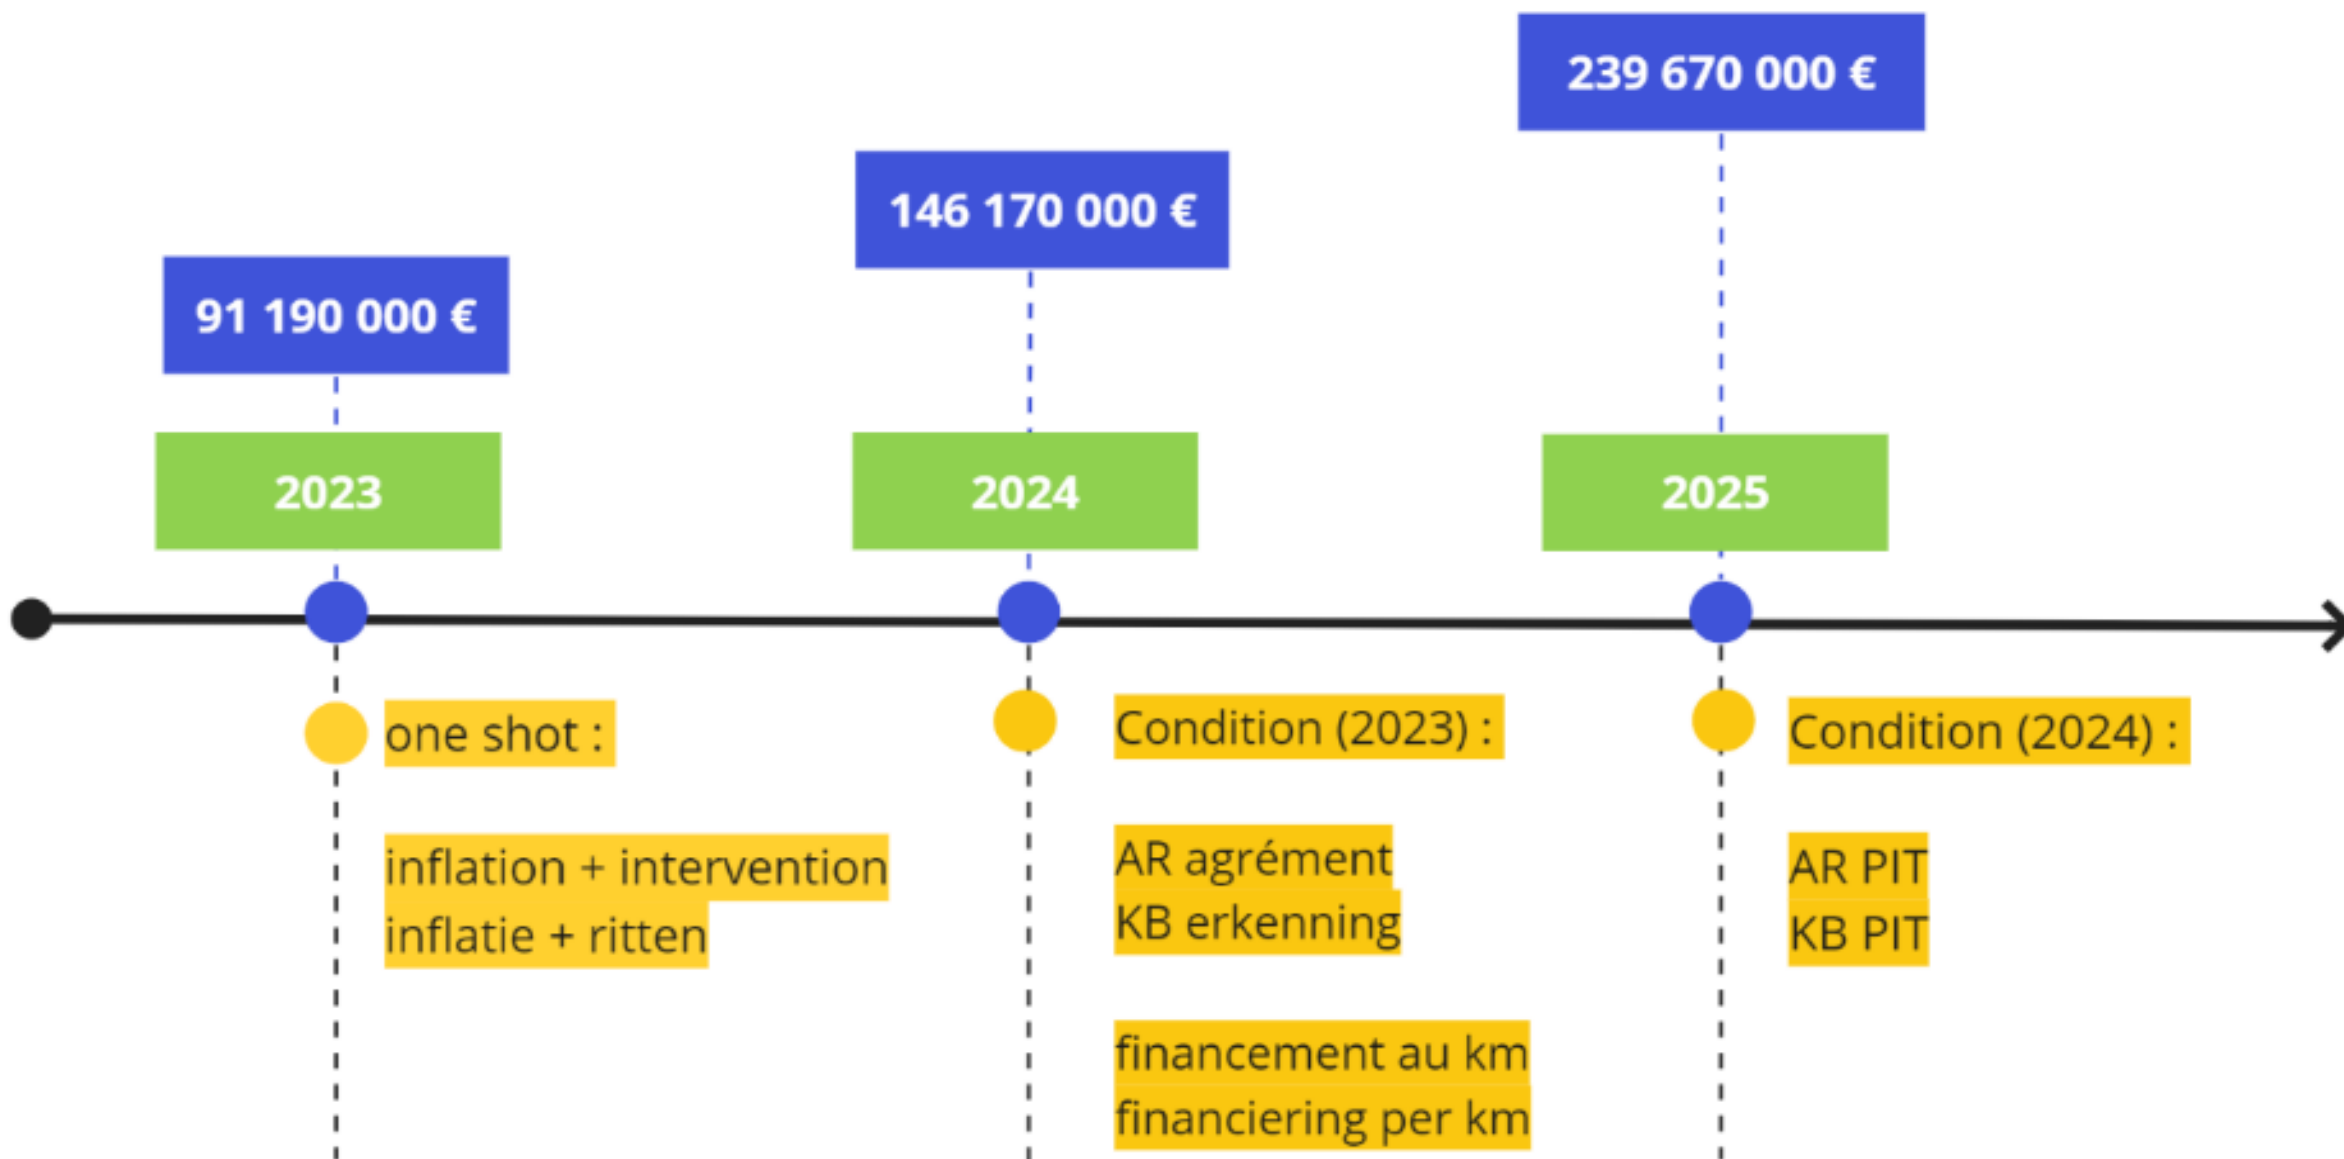 239 670 000 €
146 170 000 €
91 190 000 €
2023
2024
2025
one shot :
inflation + intervention
inflatie + ritten
Condition (2023) :
AR agrément
KB erkenning
financement au km
financiering per km
Condition (2024) :
AR PIT
KB PIT